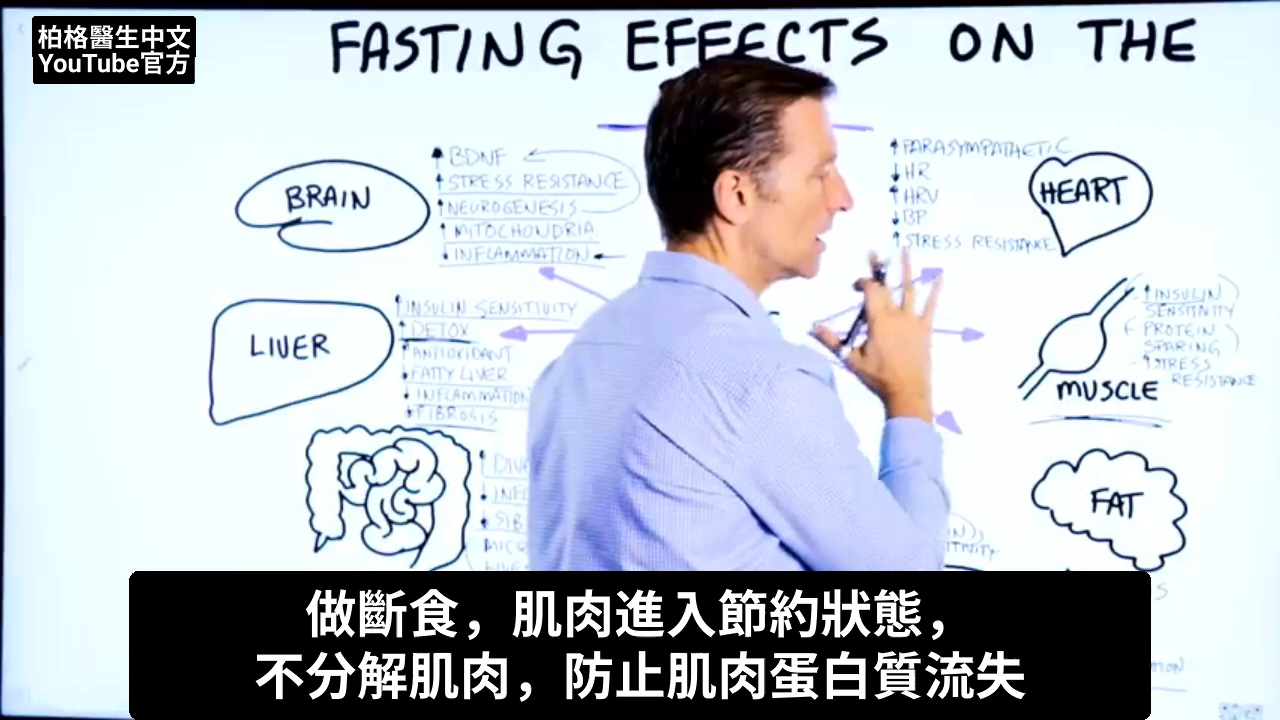 柏格醫生中文
YouTube官方
FASTING EFFECTS ON THE
BRAIN
↑BDNF
↑STRESS RESISTANCE
↑NEUROGENESIS
↑MITOCHONDRIA
↓INFLAMMATION
↑PARASYMPATHETIC
↓HR
↑HRV
↓BP
↑STRESS RESISTANCE
HEART
LIVER
↑INSULIN SENSITIVITY
↑DETOX
↑ANTIOXIDANT
↓FATTY LIVER
↓INFLAMMATION
↓FIBROSIS
- ↑INSULIN
SENSITIVITY
PROTEIN
SPARING
- ↑STRESS
RESISTANCE
MUSCLE
FAT
做斷食，肌肉進入節約狀態，
不分解肌肉，防止肌肉蛋白質流失